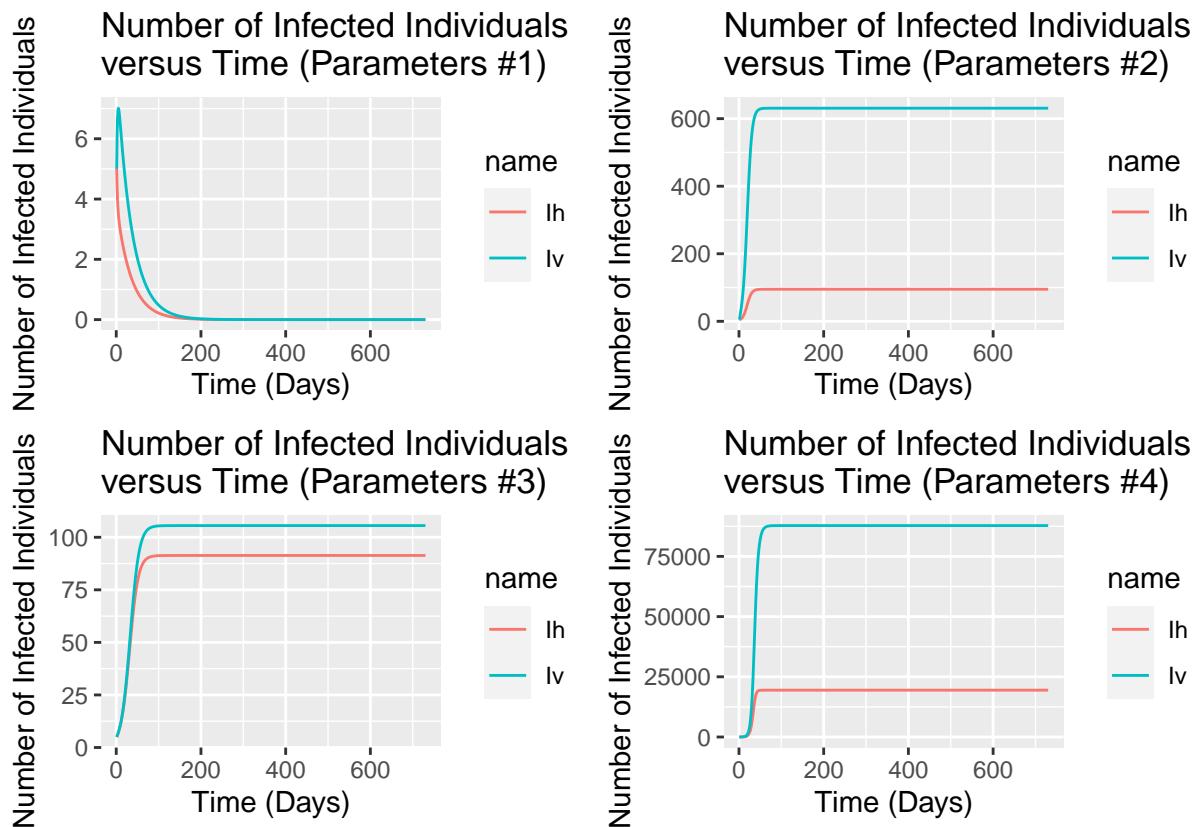 Number of Infected Individuals
versus Time (Parameters #1)
Number of Infected Individuals
6
4
2
0
0 200 400 600
Time (Days)
name
Ih
Iv
Number of Infected Individuals
versus Time (Parameters #2)
Number of Infected Individuals
600
400
200
0
0 200 400 600
Time (Days)
name
Ih
Iv
Number of Infected Individuals
versus Time (Parameters #3)
Number of Infected Individuals
100
75
50
25
0
0 200 400 600
Time (Days)
name
Ih
Iv
Number of Infected Individuals
versus Time (Parameters #4)
Number of Infected Individuals
75000
50000
25000
0
0 200 400 600
Time (Days)
name
Ih
Iv